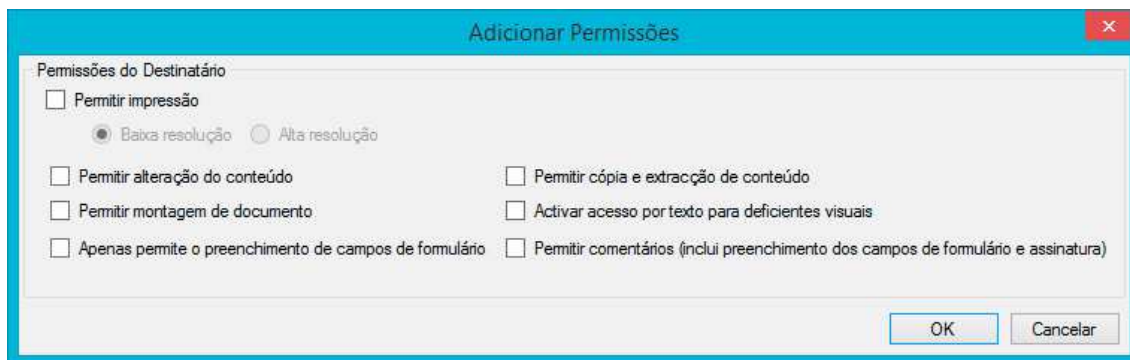 Adicionar Permissões
Permissões do Destinatário
Permitir impressão
Baixa resolução Alta resolução
Permitir alteração do conteúdo Permitir cópia e extracção de conteúdo
Permitir montagem de documento Activar acesso por texto para deficientes visuais
Apenas permite o preenchimento de campos de formulário Permitir comentários (inclui preenchimento dos campos de formulário e assinatura)
OK Cancelar